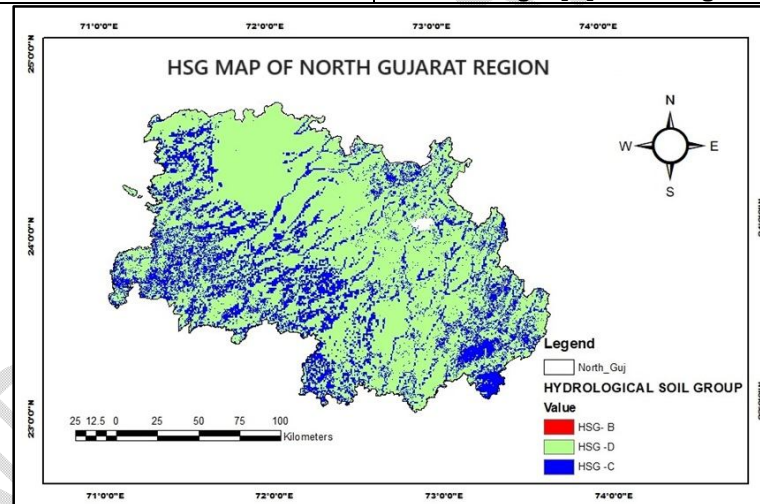 71°0'0"E 72°0'0"E 73°0'0"E 74°0'0"E
25°0'0"N
HSG MAP OF NORTH GUJARAT REGION
N
W E
S
24°0'0"N
Legend
North_Guj
HYDROLOGICAL SOIL GROUP
Value
HSG- B
HSG -D
HSG -C
23°0'0"N
25 12.5 0 25 50 75 100
Kilometers
71°0'0"E 72°0'0"E 73°0'0"E 74°0'0"E